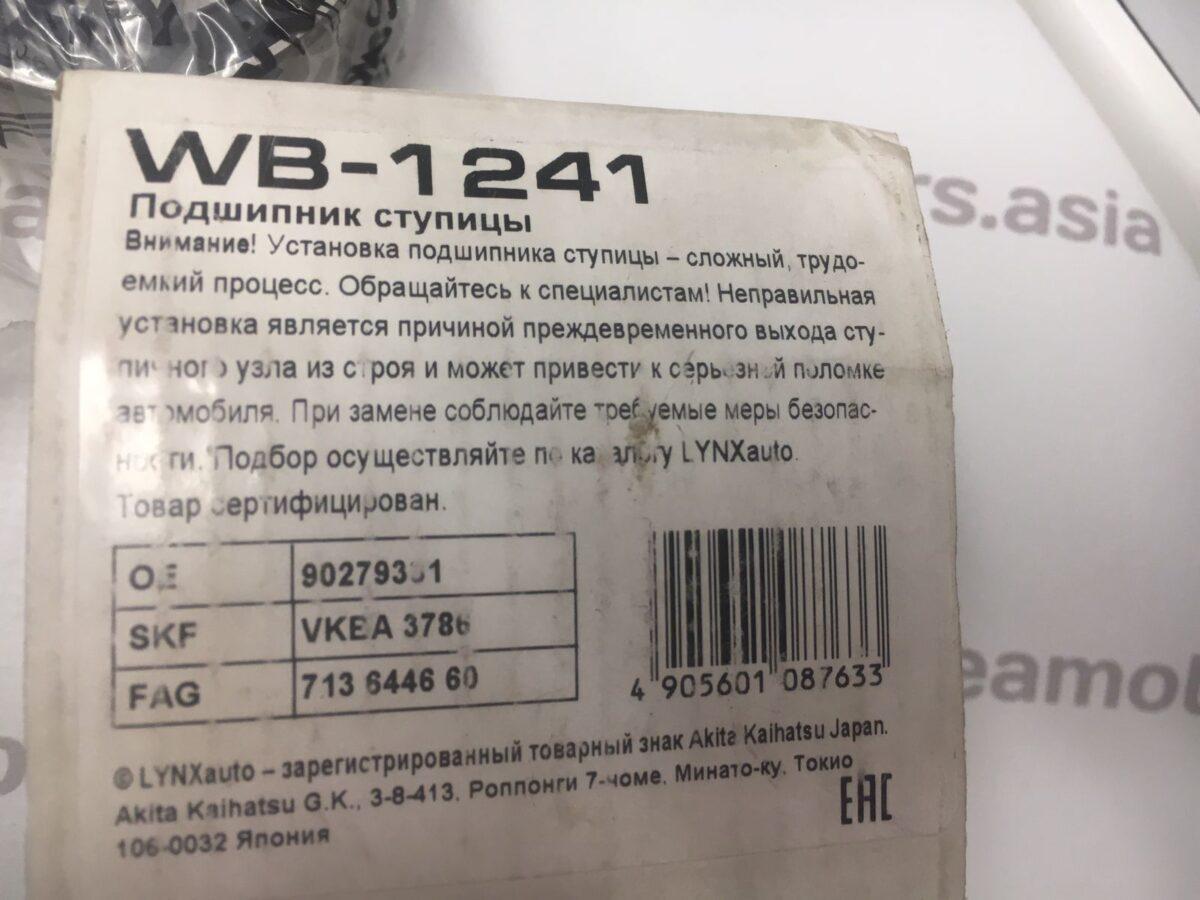 WB-1241
Подшипник ступицы
Внимание! Установка подшипника ступицы – сложный, трудо-
емкий процесс. Обращайтесь к специалистам! Неправильная
установка является причиной преждевременного выхода сту-
пичного узла из строя и может привести к серьезной поломке
автомобиля. При замене соблюдайте требуемые меры безопас-
ности. Подбор осуществляйте по каталогу LYNXauto.
Товар сертифицирован.
OE
SKF VKBA 3786
FAG 713 6446 60
4 905601 087633
© LYNXauto – зарегистрированный товарный знак Akita Kaihatsu Japan.
Akita Kaihatsu G.K., 3-8-413, Роппонги 7-чоме, Минато-ку, Токио
106-0032 Япония
EAC
rs.asia
eamo